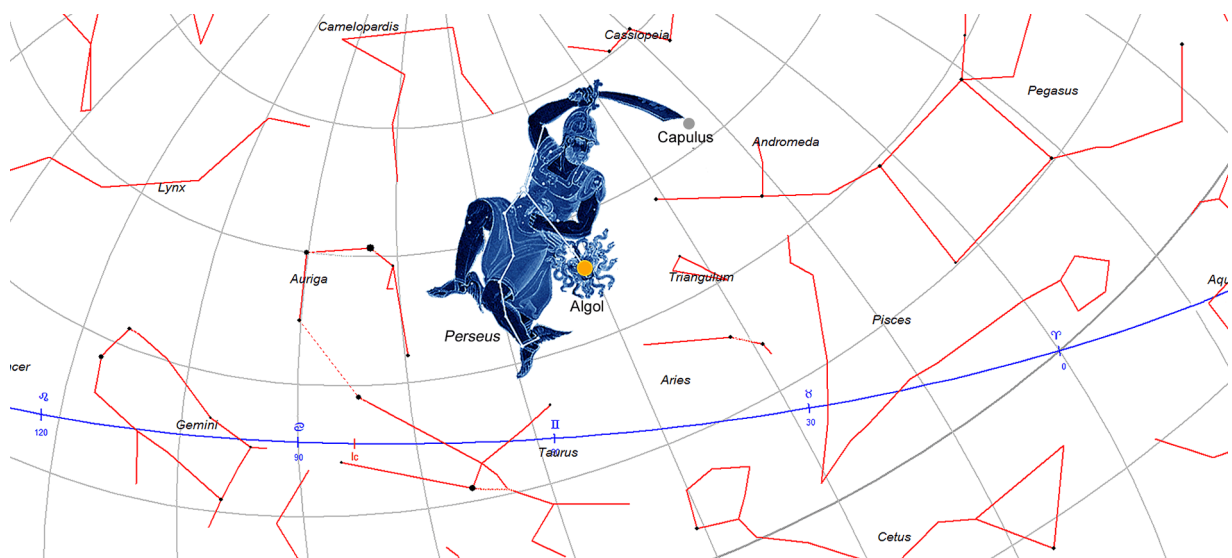 Camelopardis
Cassiopeia
Pegasus
Capulus
Andromeda
Lynx
Auriga
Triangulum
Algol
Perseus
Pisces
Aries
Aqu
ncer
Gemini
Taurus
Cetus
♌
120
♋
90
Ic
♊
60
♉
30
♈
0